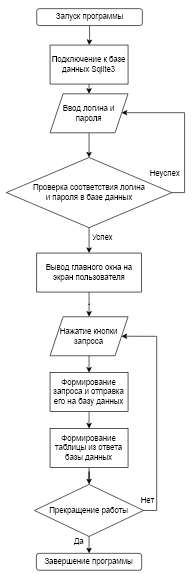 Запуск программы
Подключение к базе
данных Sqlite3
Ввод логина и
пароля
Неуспех
Проверка соответствия логина
и пароля в базе данных
Успех
Вывод главного окна на
экран пользователя
Нажатие кнопки
запроса
Формирование
запроса и отправка
его на базу данных
Формирование
таблицы из ответа
базы данных
Нет
Прекращение работы
Да
Завершение программы